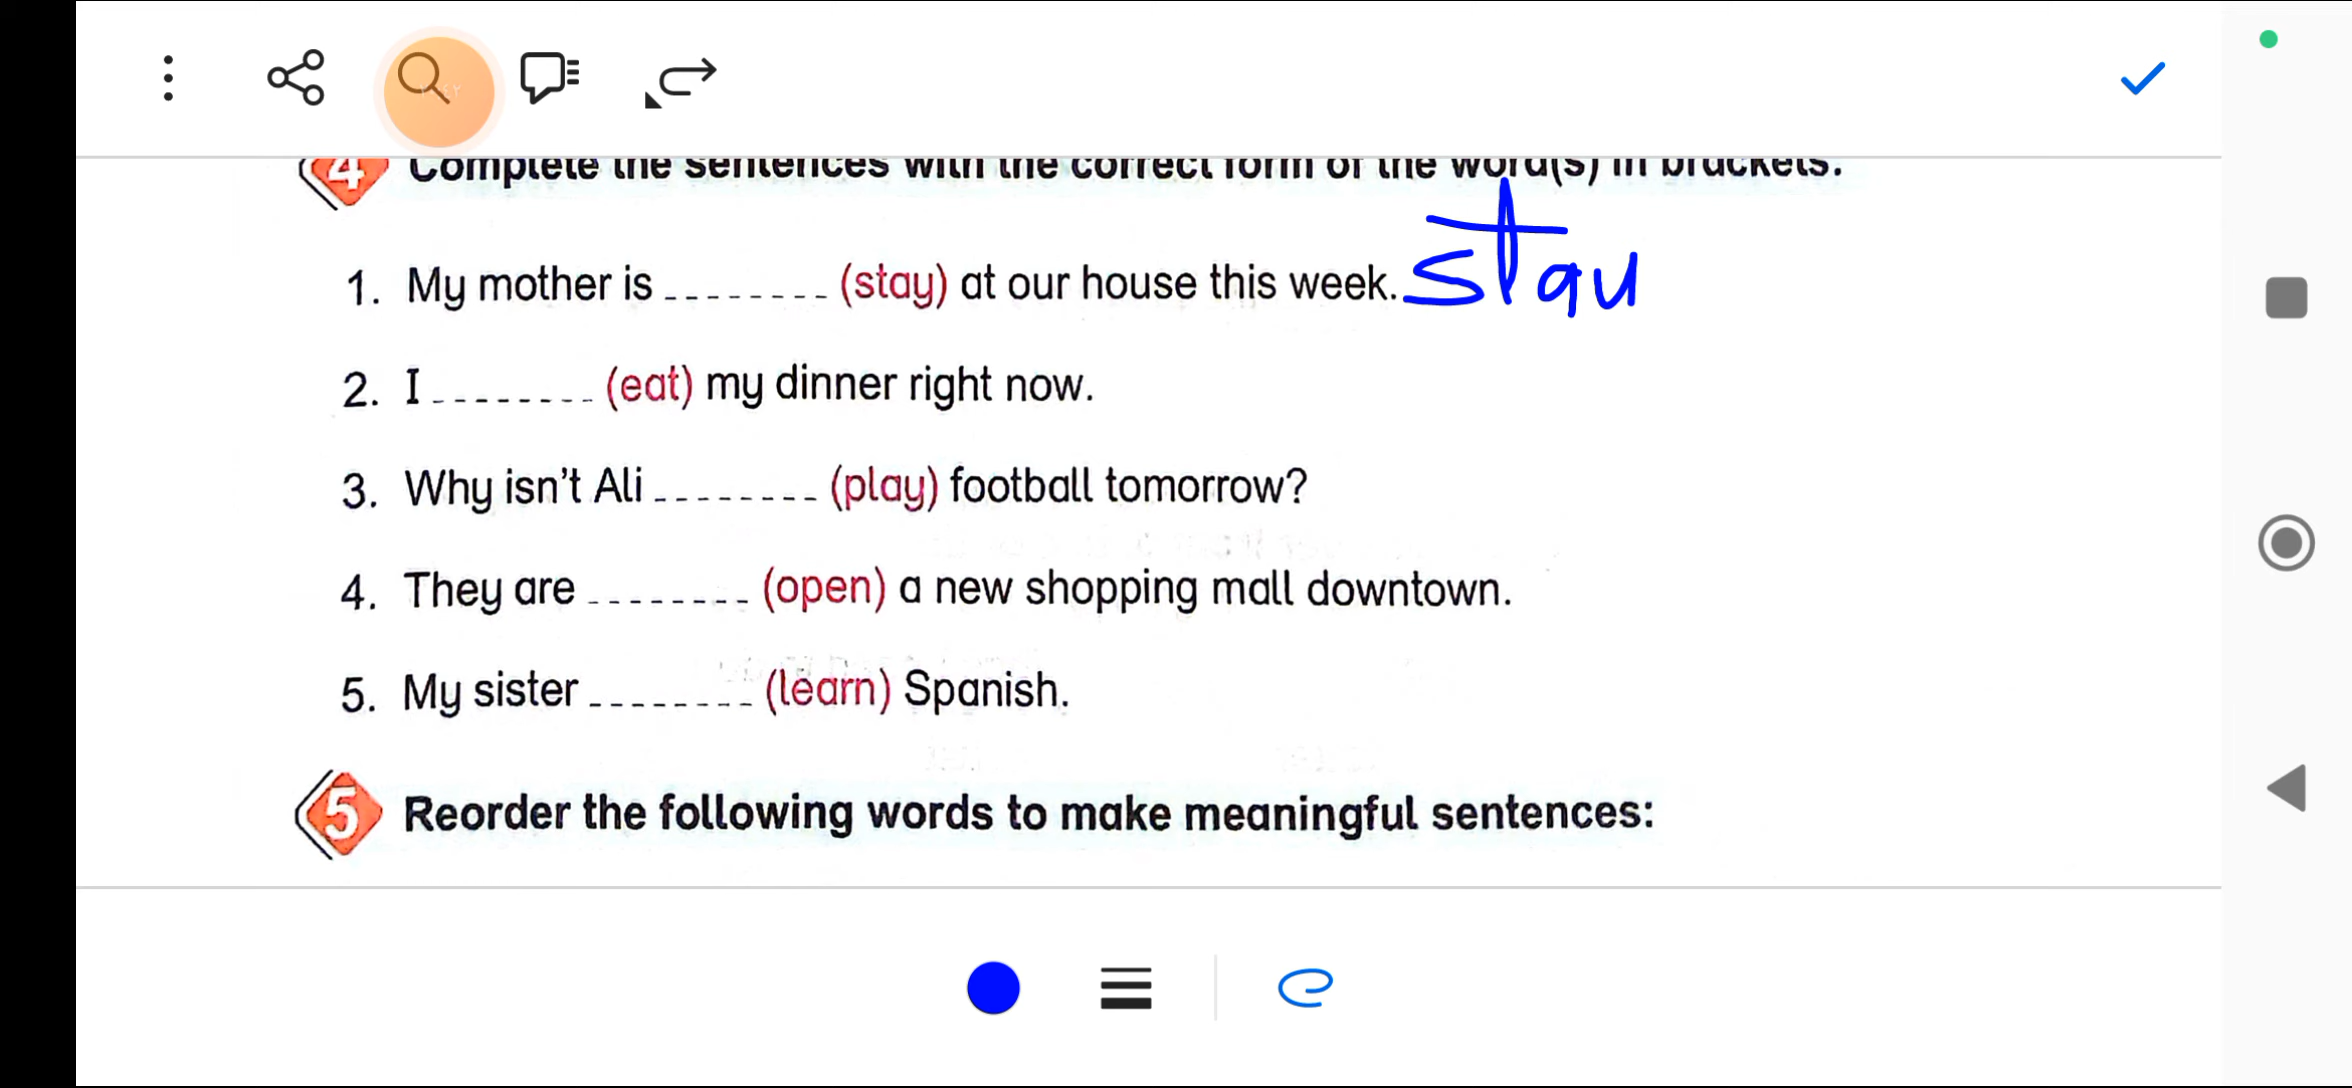 4 Complete the sentences with the correct form of the word(s) in brackets.
1. My mother is -------- (stay) at our house this week. stau
2. I -------- (eat) my dinner right now.
3. Why isn't Ali -------- (play) football tomorrow?
4. They are -------- (open) a new shopping mall downtown.
5. My sister -------- (learn) Spanish.
5 Reorder the following words to make meaningful sentences: